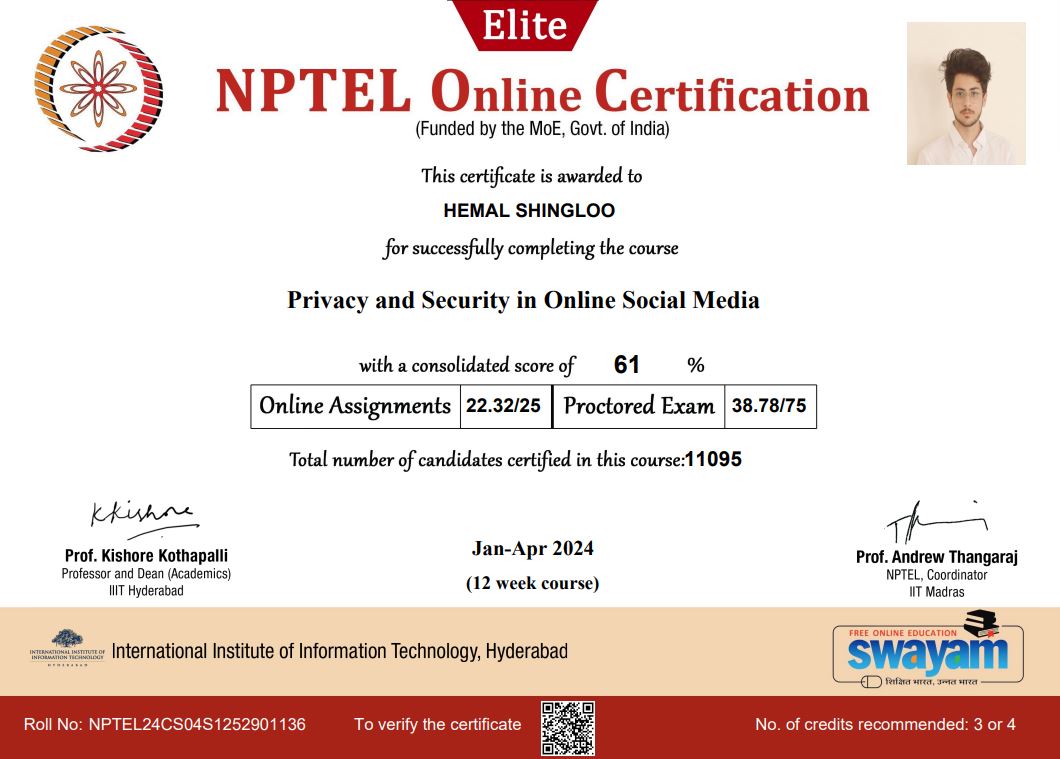 Elite
NPTEL Online Certification
(Funded by the MoE, Govt. of India)
This certificate is awarded to
HEMAL SHINGLOO
for successfully completing the course
Privacy and Security in Online Social Media
with a consolidated score of 61 %
Online Assignments 22.32/25 Proctored Exam 38.78/75
Total number of candidates certified in this course:11095
Kkishore
Prof. Kishore Kothapalli
Professor and Dean (Academics)
IIIT Hyderabad
Jan-Apr 2024
(12 week course)
Prof. Andrew Thangaraj
NPTEL, Coordinator
IIT Madras
INTERNATIONAL INSTITUTE OF
INFORMATION TECHNOLOGY
HYDERABAD
International Institute of Information Technology, Hyderabad
FREE ONLINE EDUCATION
swayam
शिक्षित भारत, उन्नत भारत
Roll No: NPTEL24CS04S1252901136 To verify the certificate No. of credits recommended: 3 or 4